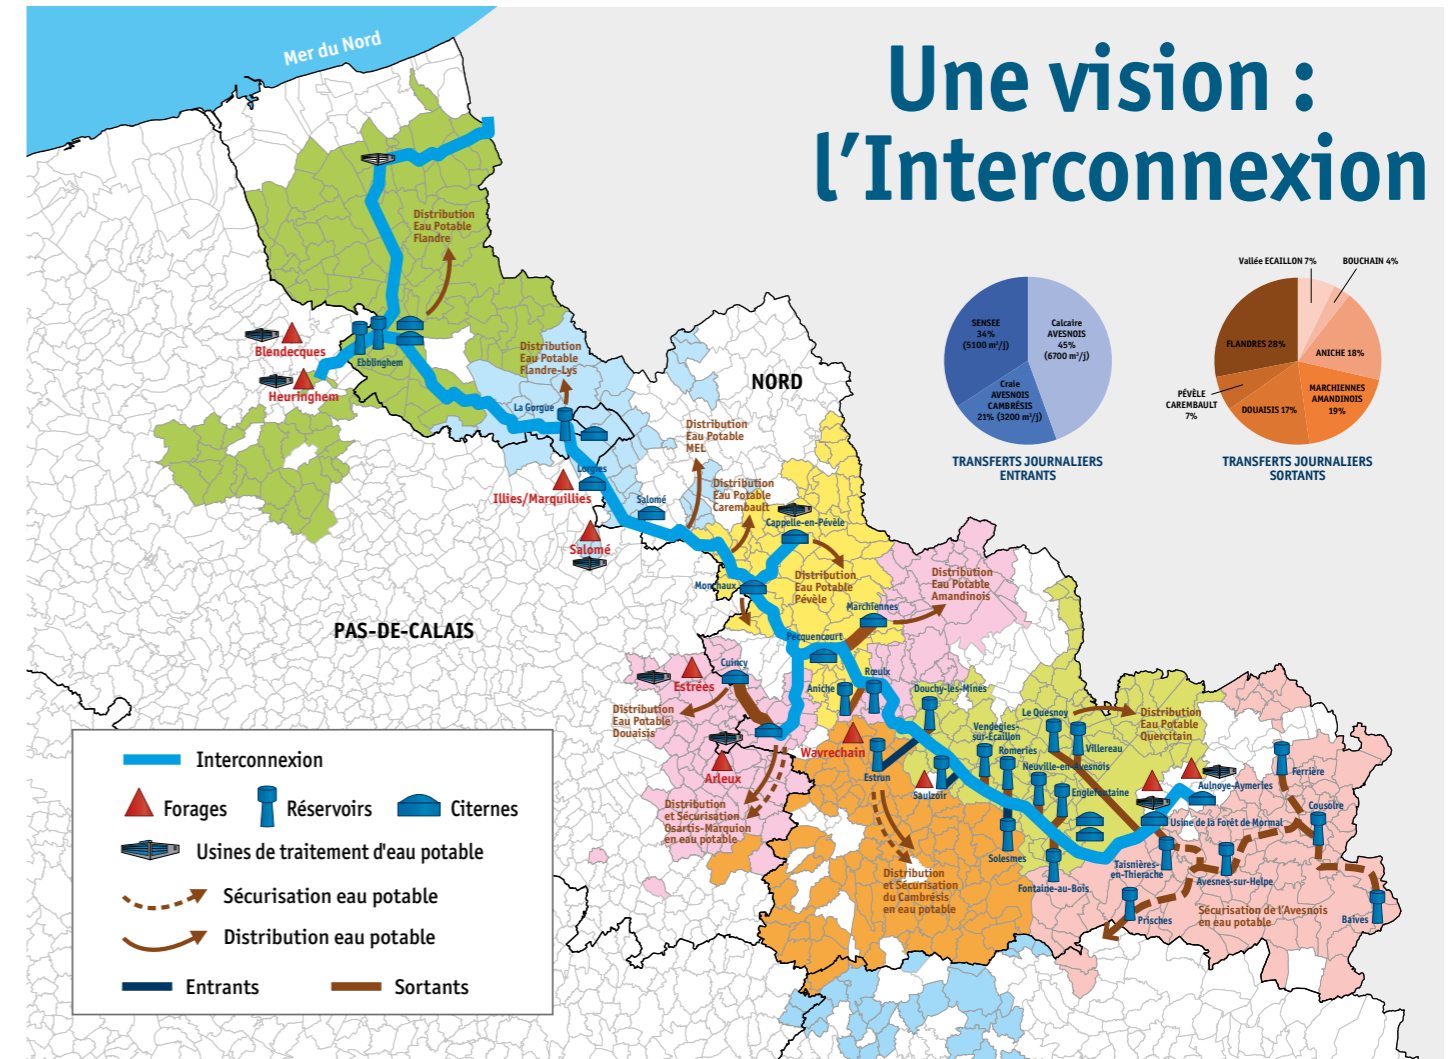 Mer du Nord
Une vision :
l'Interconnexion
Distribution
Eau Potable
Flandre
Vallée ECAILLON 7%
BOUCHAIN 4%
SENSEE
34%
(5100 m³/j)
Calcaire
AVESNOIS
45%
(6700 m³/j)
Craie
AVESNOIS
CAMBRÉSIS
21% (3200 m³/j)
TRANSFERTS JOURNALIERS
ENTRANTS
FLANDRES 28%
ANICHE 18%
MARCHIENNES
AMANDINOIS
19%
DOUAISIS 17%
PÉVÈLE
CAREMBAULT
7%
TRANSFERTS JOURNALIERS
SORTANTS
Blendecques
Ebblinghem
Heuringhem
Distribution
Eau Potable
Flandre-Lys
NORD
La Gorgue
Distribution
Eau Potable
MEL
Lorgies
Illies/Marquillies
Salomé
Distribution
Eau Potable
Carembault
Cappelle-en-Pévèle
Salomé
Monchaux
Distribution
Eau Potable
Pévèle
Distribution
Eau Potable
Amandinois
Marchiennes
PAS-DE-CALAIS
Pecquencourt
Cuincy
Estrées
Rœulx
Aniche
Douchy-les-Mines
Distribution
Eau Potable
Douaisis
Le Quesnoy
Distribution
Eau Potable
Quercitain
Vendegies-
sur-Ecaillon
Romeries
Villereau
Wavrechain
Neuville-en-Avesnois
Arleux
Estrun
Saulzoir
Englefontaine
Ferrière
Aulnoye-Aymeries
Cousolre
Usine de la Forêt de Mormal
Distribution
et Sécurisation
Osartis-Marquion
en eau potable
Solesmes
Distribution
et Sécurisation
du Cambrésis
en eau potable
Fontaine-au-Bois
Taisnières-
en-Thierache
Avesnes-sur-Helpe
Prisches
Sécurisation de l'Avesnois
en eau potable
Baives
Interconnexion
Forages
Réservoirs
Citernes
Usines de traitement d'eau potable
Sécurisation eau potable
Distribution eau potable
Entrants
Sortants